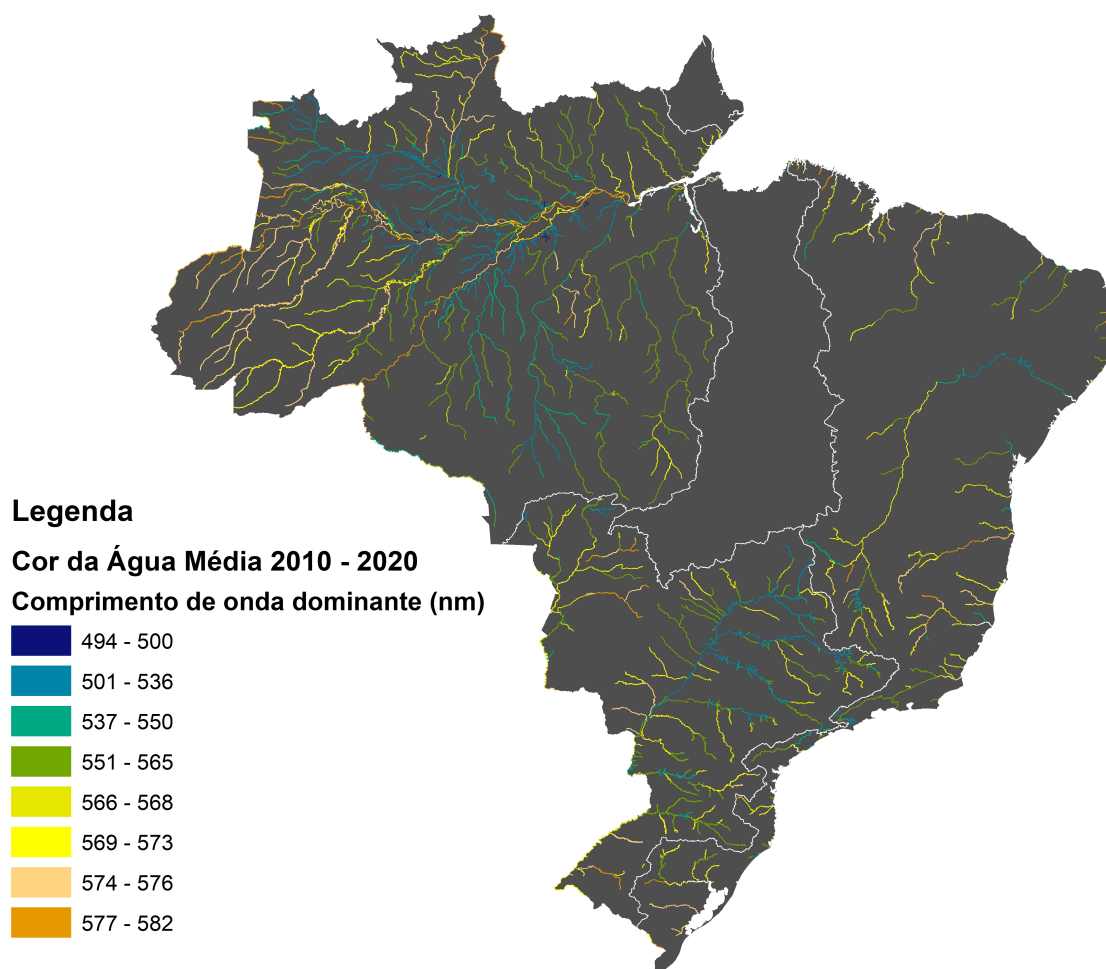 Legenda
Cor da Água Média 2010 - 2020
Comprimento de onda dominante (nm)
494 - 500
501 - 536
537 - 550
551 - 565
566 - 568
569 - 573
574 - 576
577 - 582